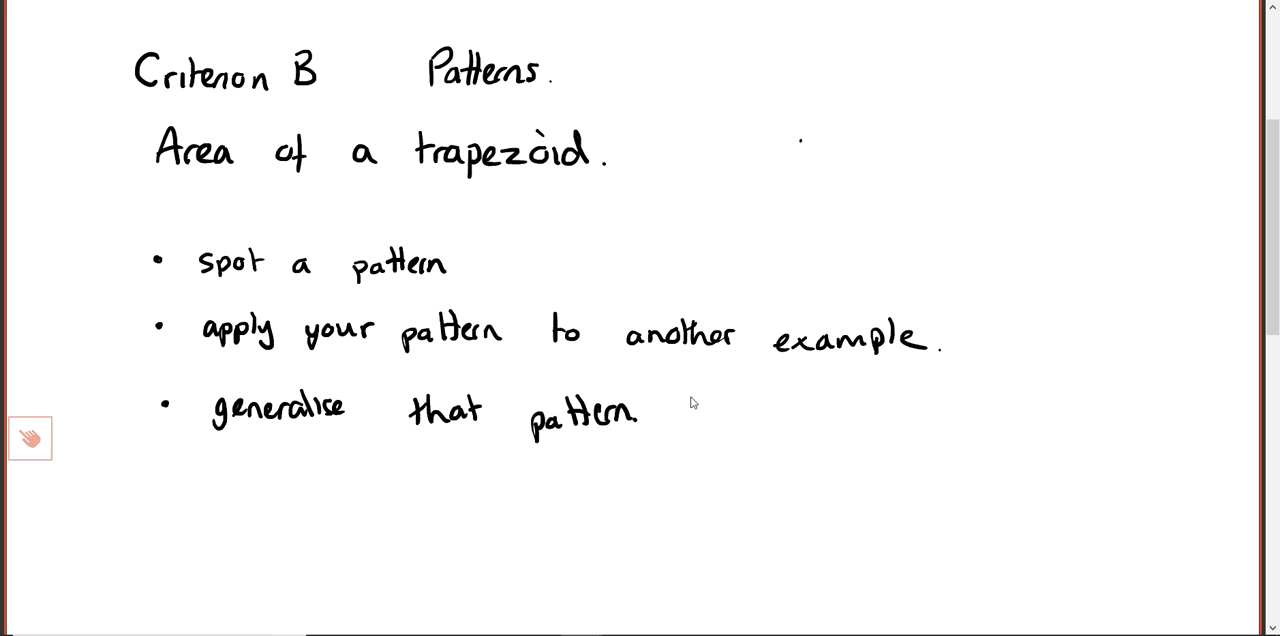 Criterion B Patterns.
Area of a trapezoid.
• spot a pattern
• apply your pattern to another example.
• generalise that pattern.